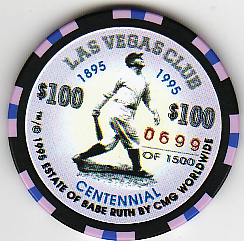 LAS VEGAS CLUB
1895 1995
$100 $100
0699
OF 1500
CENTENNIAL
TM/© 1995 ESTATE OF BABE RUTH BY CMG WORLDWIDE